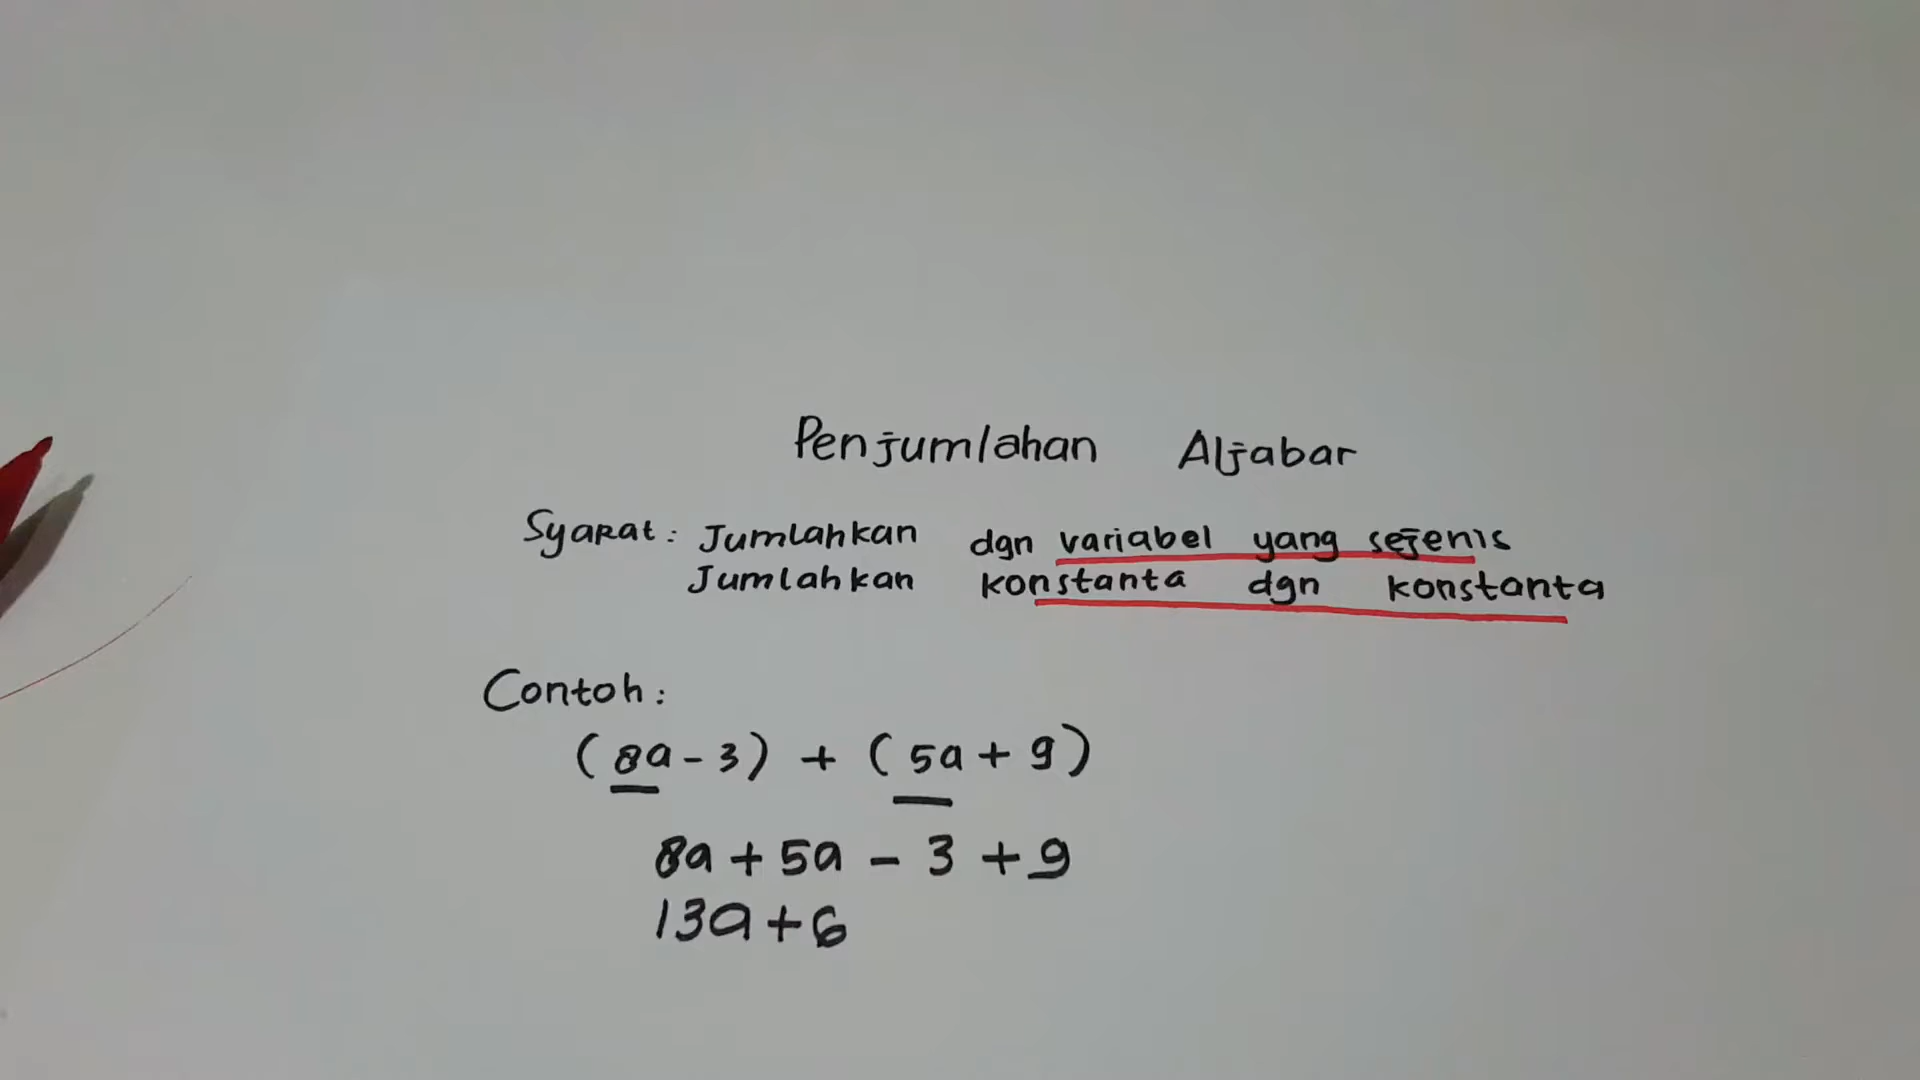 Penjumlahan Aljabar
Syarat: Jumlahkan dgn variabel yang sejenis
Jumlahkan konstanta dgn konstanta
Contoh:
(8a-3) + (5a+9)
8a+5a-3+9
13a+6